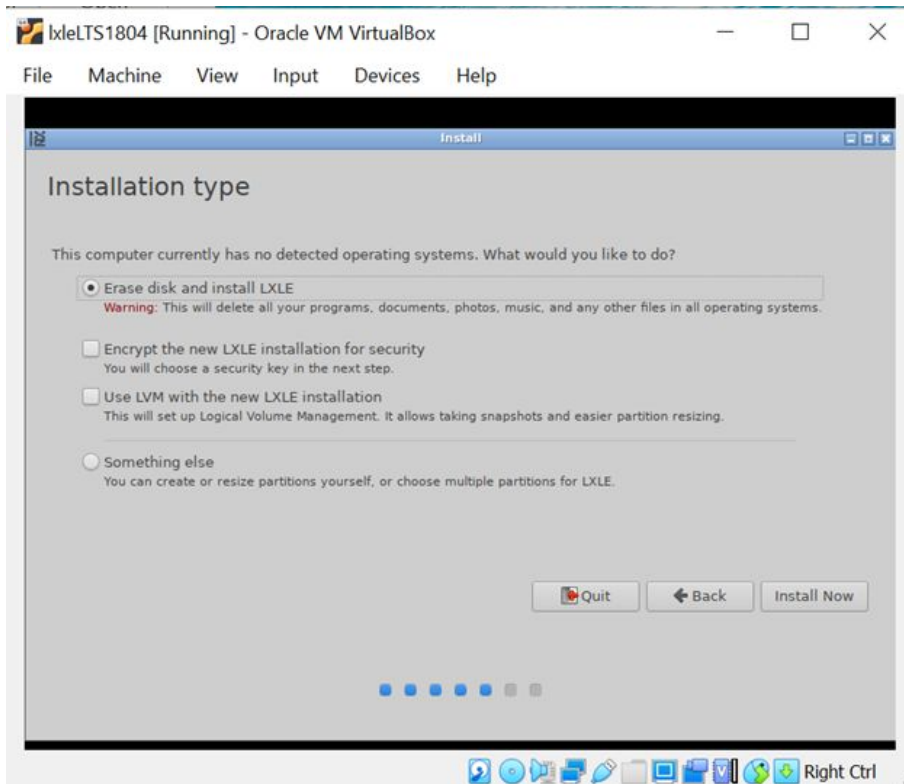 lxleLTS1804 [Running] - Oracle VM VirtualBox
File Machine View Input Devices Help
Install
Installation type
This computer currently has no detected operating systems. What would you like to do?
Erase disk and install LXLE
Warning: This will delete all your programs, documents, photos, music, and any other files in all operating systems.
Encrypt the new LXLE installation for security
You will choose a security key in the next step.
Use LVM with the new LXLE installation
This will set up Logical Volume Management. It allows taking snapshots and easier partition resizing.
Something else
You can create or resize partitions yourself, or choose multiple partitions for LXLE.
Quit Back Install Now
Right Ctrl